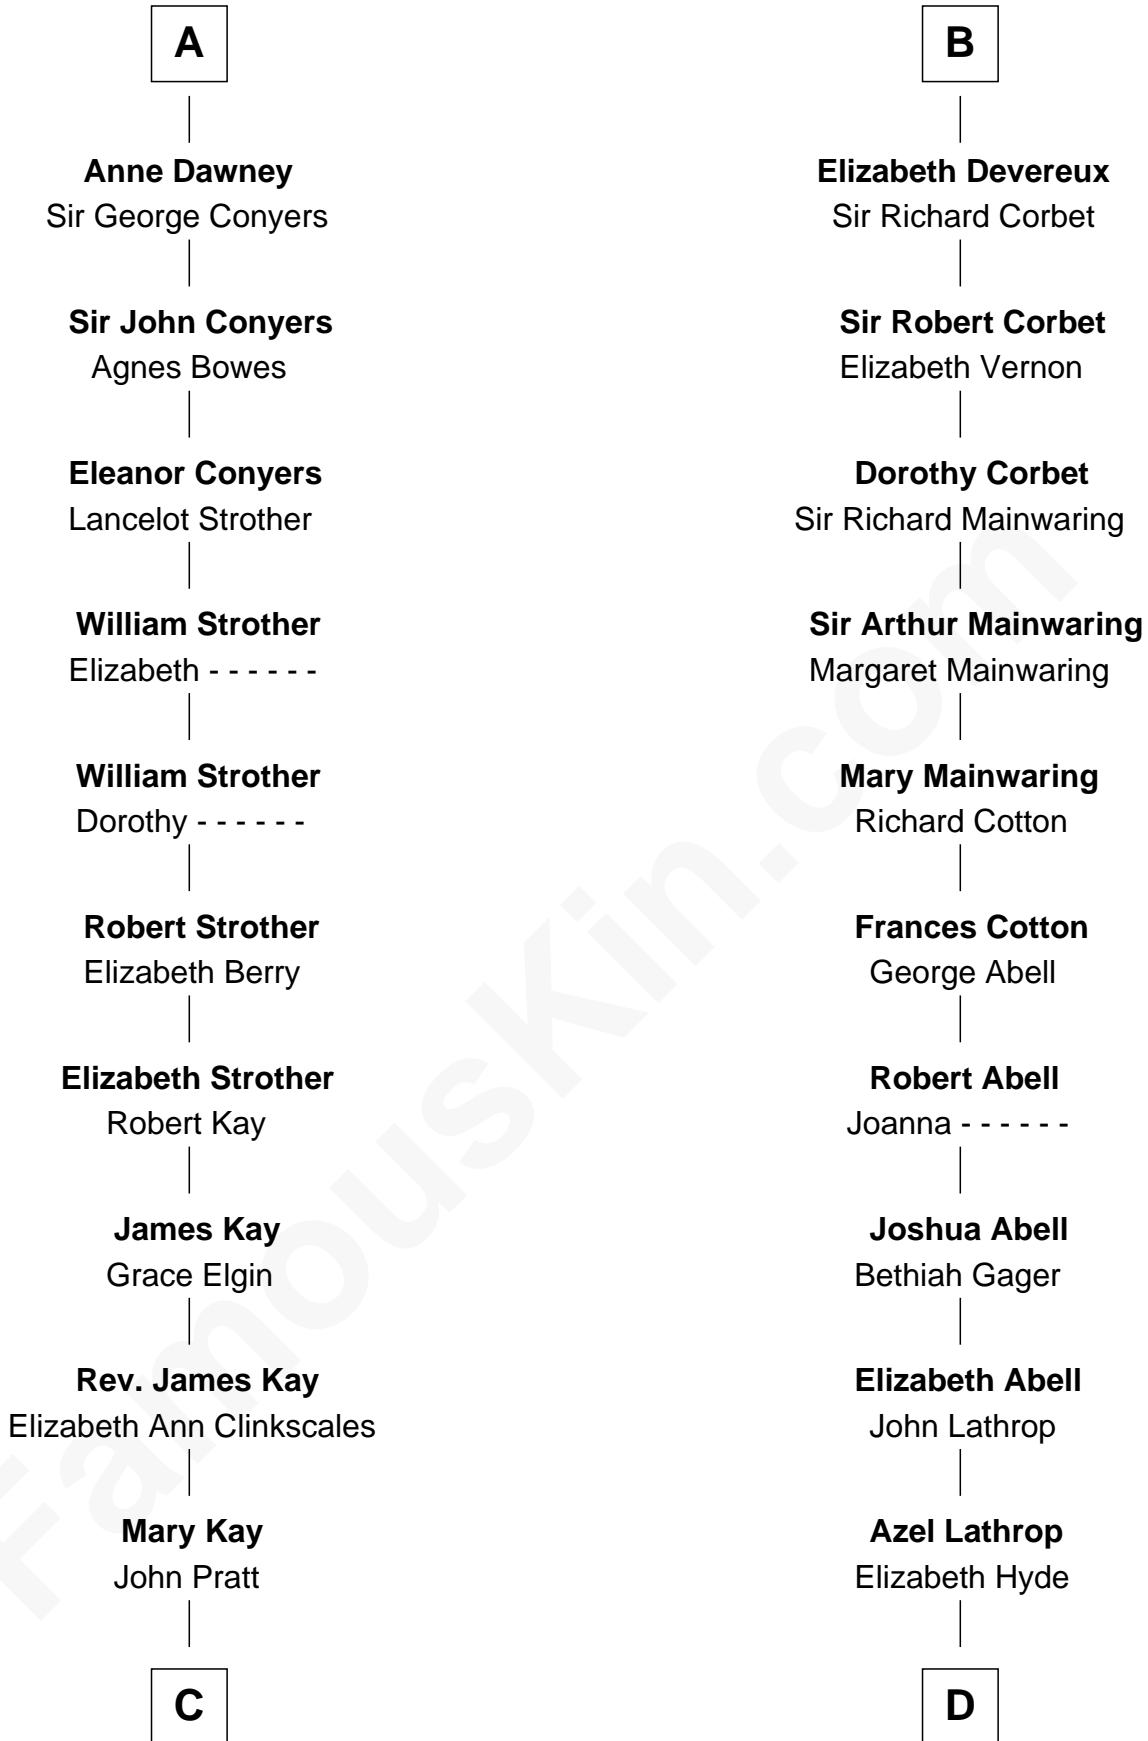 A
Anne Dawney
Sir George Conyers
Sir John Conyers
Agnes Bowes
Eleanor Conyers
Lancelot Strother
William Strother
Elizabeth - - - - - -
William Strother
Dorothy - - - - - -
Robert Strother
Elizabeth Berry
Elizabeth Strother
Robert Kay
James Kay
Grace Elgin
Rev. James Kay
Elizabeth Ann Clinkscales
Mary Kay
John Pratt
C
B
Elizabeth Devereux
Sir Richard Corbet
Sir Robert Corbet
Elizabeth Vernon
Dorothy Corbet
Sir Richard Mainwaring
Sir Arthur Mainwaring
Margaret Mainwaring
Mary Mainwaring
Richard Cotton
Frances Cotton
George Abell
Robert Abell
Joanna - - - - - -
Joshua Abell
Bethiah Gager
Elizabeth Abell
John Lathrop
Azel Lathrop
Elizabeth Hyde
D
FamousKin.com